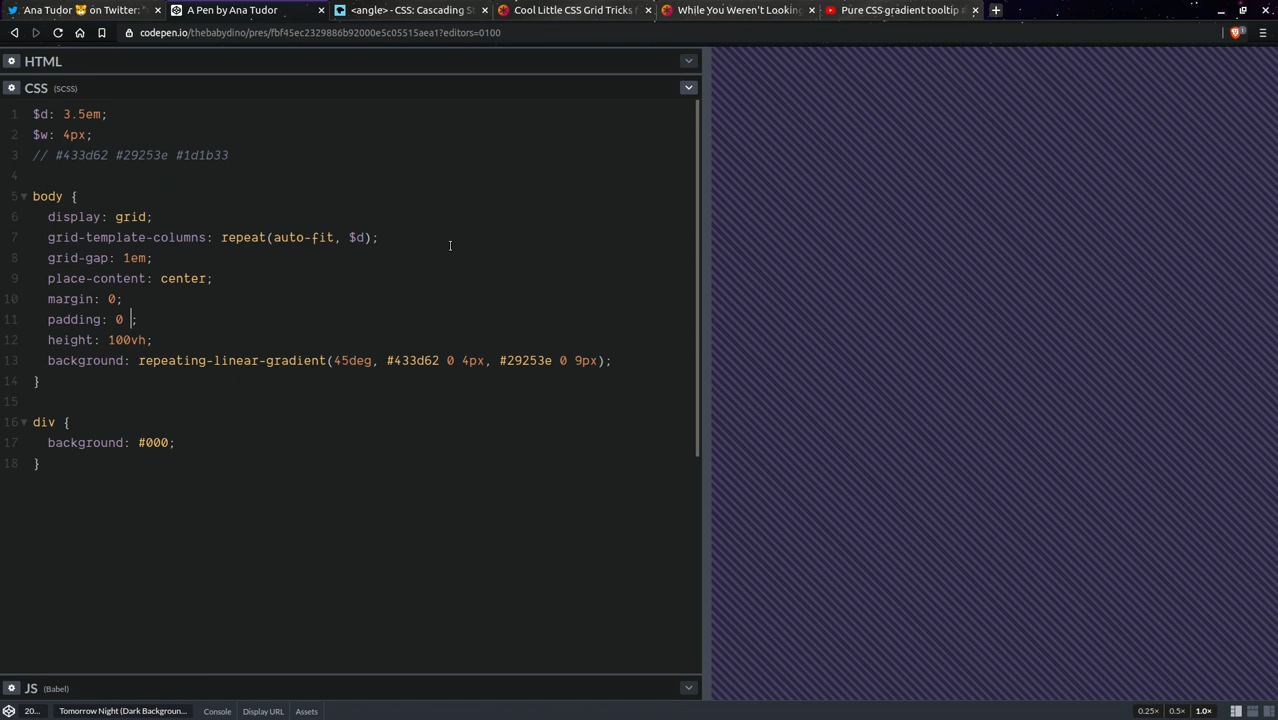 Ana Tudor 🐯 on Twitter: "
A Pen by Ana Tudor
<angle> - CSS: Cascading St
Cool Little CSS Grid Tricks f
While You Weren't Looking
Pure CSS gradient tooltip #
codepen.io/thebabydino/pres/fbf45ec2329886b92000e5c05515aea1?editors=0100
1
HTML
CSS (SCSS)
1 $d: 3.5em;
2 $w: 4px;
3 // #433d62 #29253e #1d1b33
4
5 body {
6 display: grid;
7 grid-template-columns: repeat(auto-fit, $d);
8 grid-gap: 1em;
9 place-content: center;
10 margin: 0;
11 padding: 0 ;
12 height: 100vh;
13 background: repeating-linear-gradient(45deg, #433d62 0 4px, #29253e 0 9px);
14 }
15
16 div {
17 background: #000;
18 }
JS (Babel)
20... Tomorrow Night (Dark Backgroun... Console Display URL Assets 0.25× 0.5× 1.0×